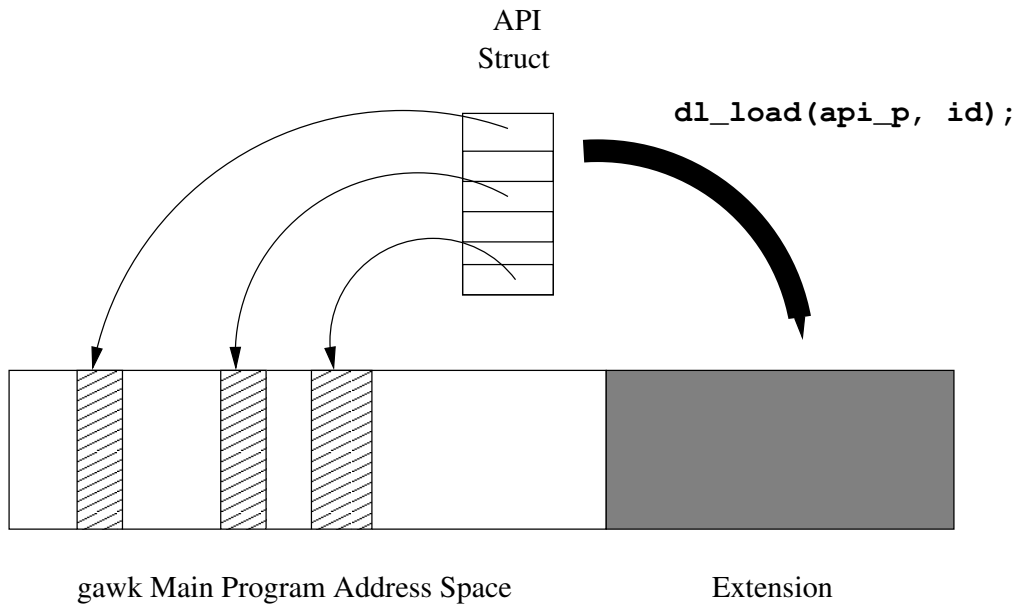 API
Struct
dl_load(api_p, id);
gawk Main Program Address Space
Extension